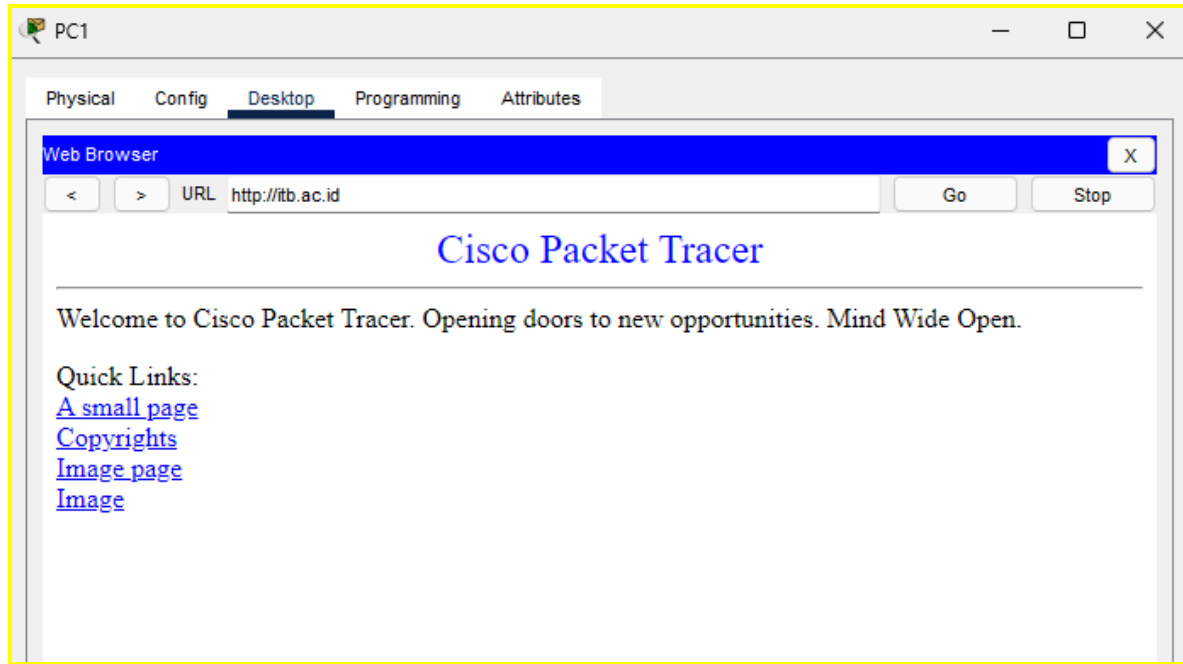 PC1
Physical Config Desktop Programming Attributes
Web Browser X
< > URL http://itb.ac.id Go Stop
Cisco Packet Tracer
Welcome to Cisco Packet Tracer. Opening doors to new opportunities. Mind Wide Open.
Quick Links:
A small page
Copyrights
Image page
Image